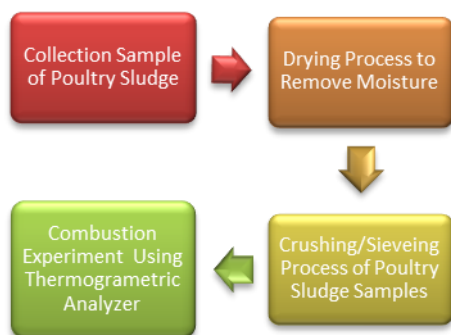 Collection Sample
of Poultry Sludge
Drying Process to
Remove Moisture
Crushing/Sieveing
Process of Poultry
Sludge Samples
Combustion
Experiment Using
Thermogrametric
Analyzer